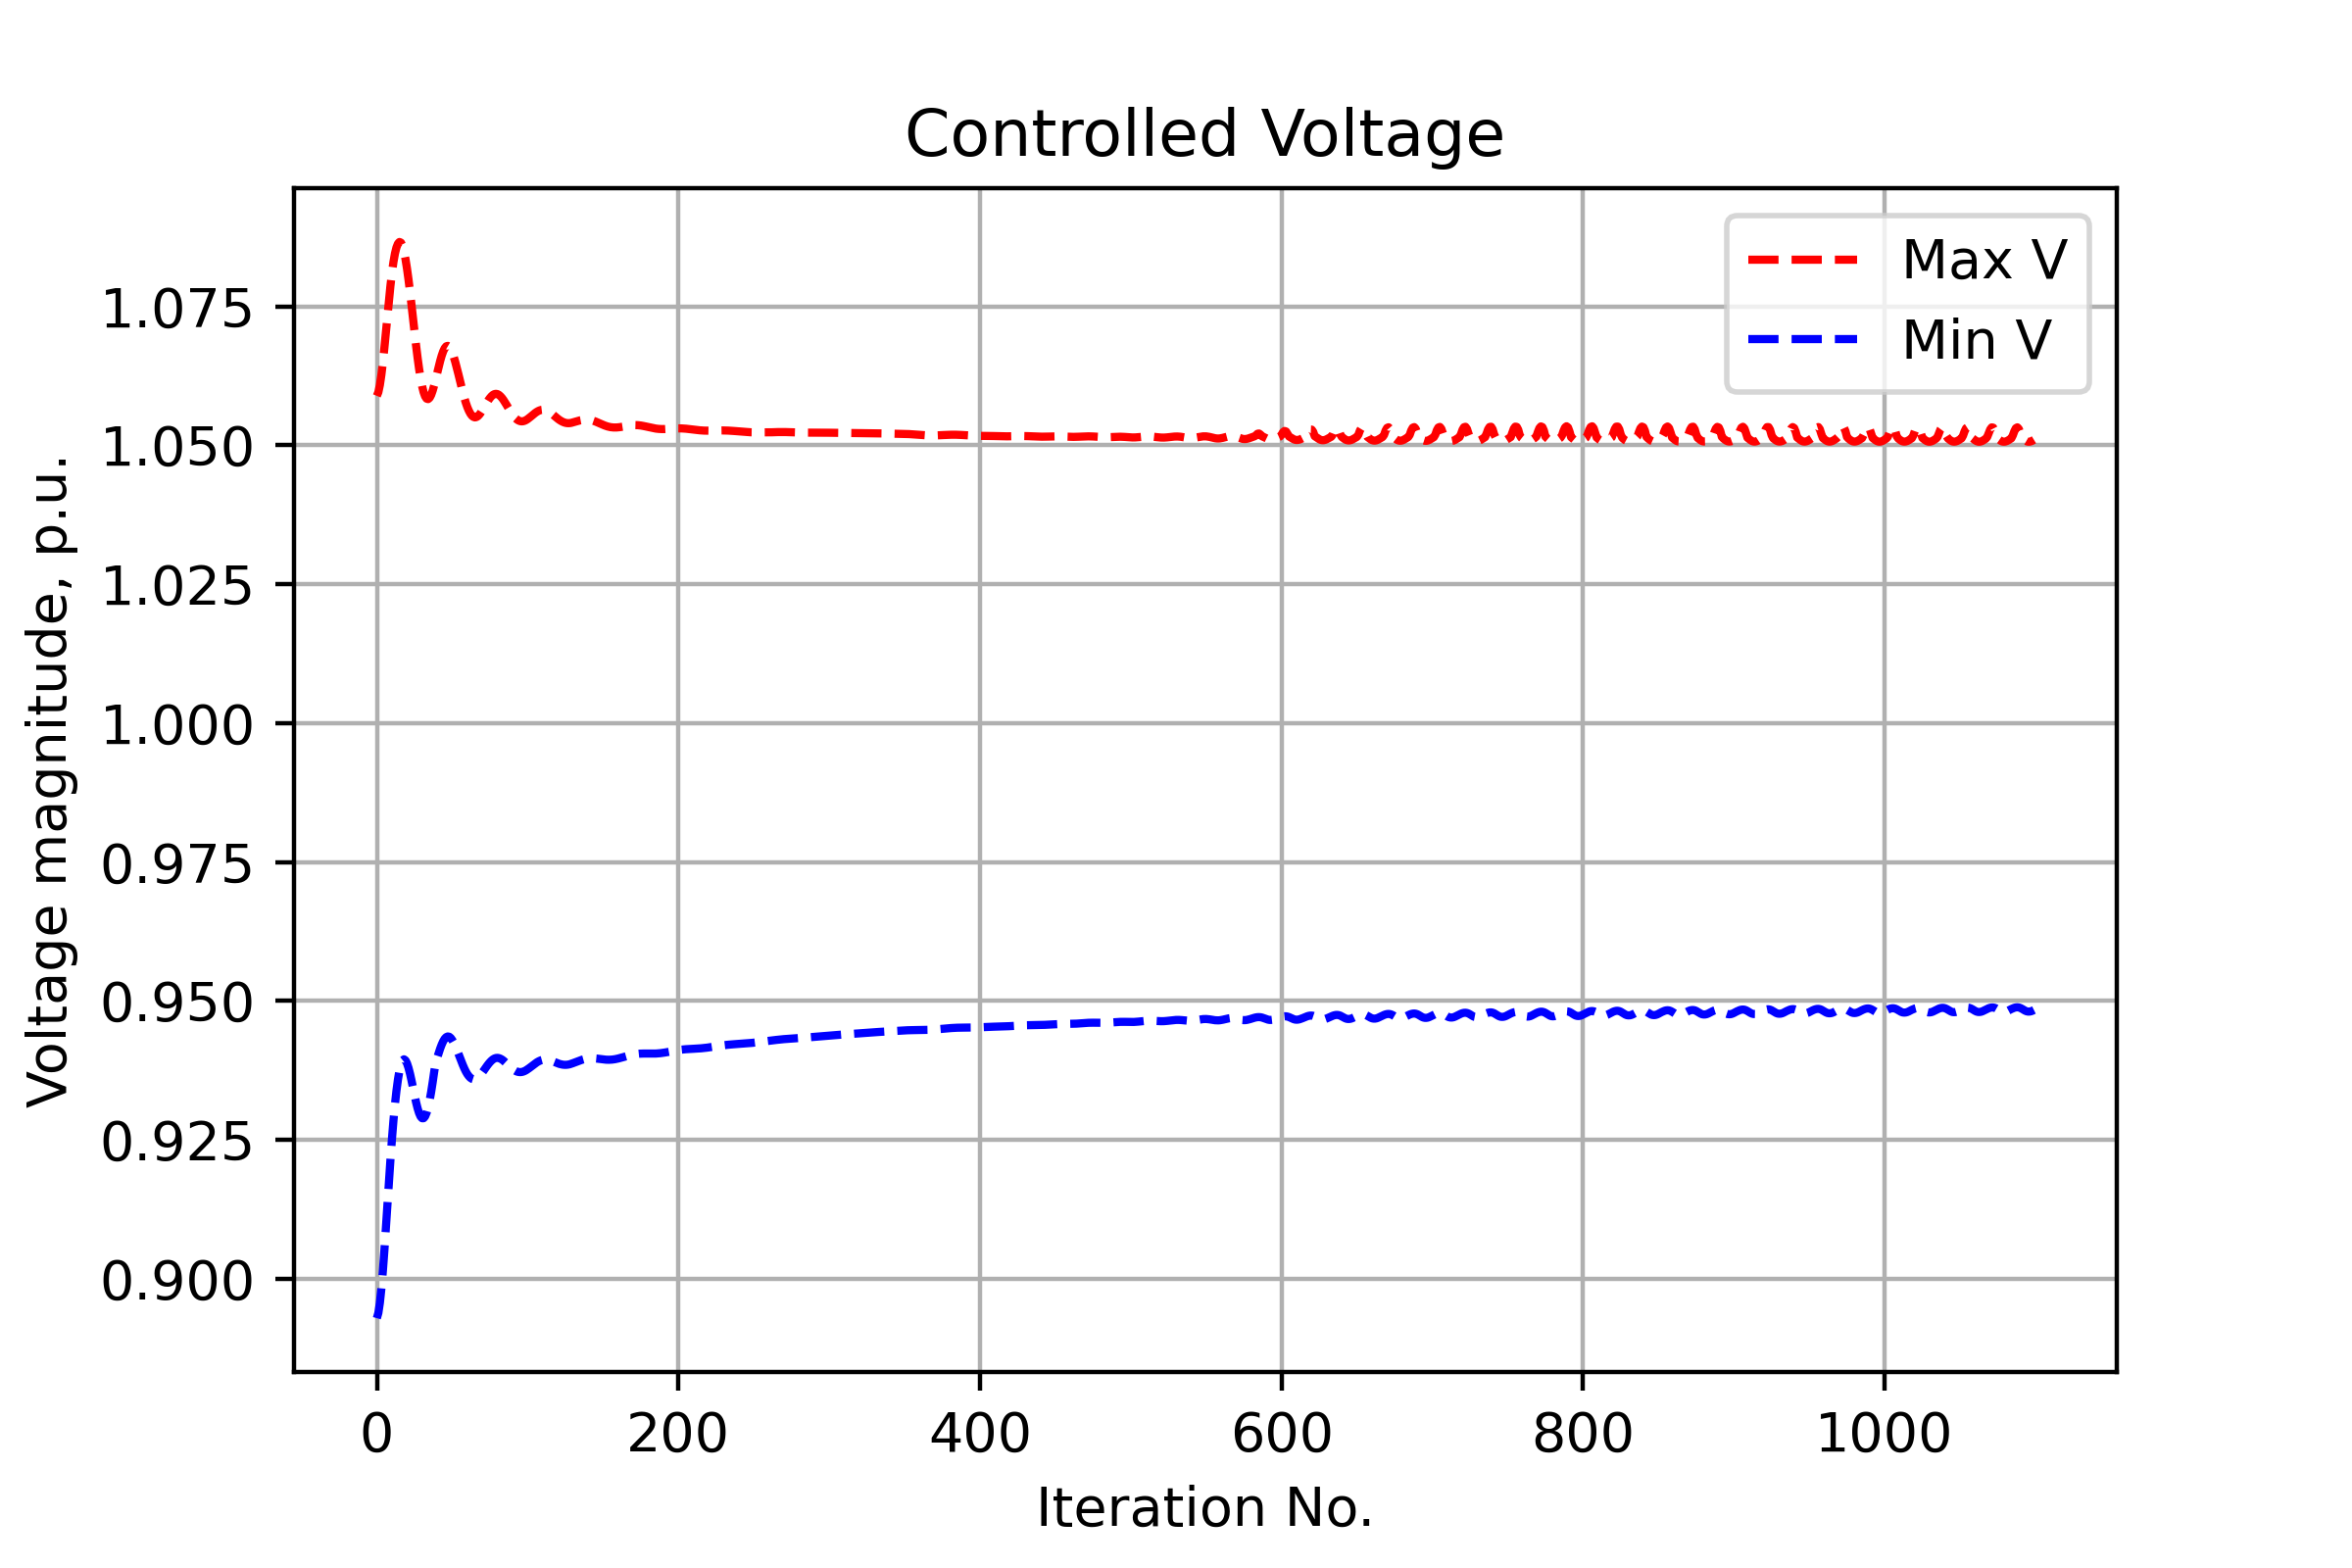 Controlled Voltage
Max V
Min V
1.075
1.050
1.025
1.000
0.975
0.950
0.925
0.900
Voltage magnitude, p.u.
0 200 400 600 800 1000
Iteration No.